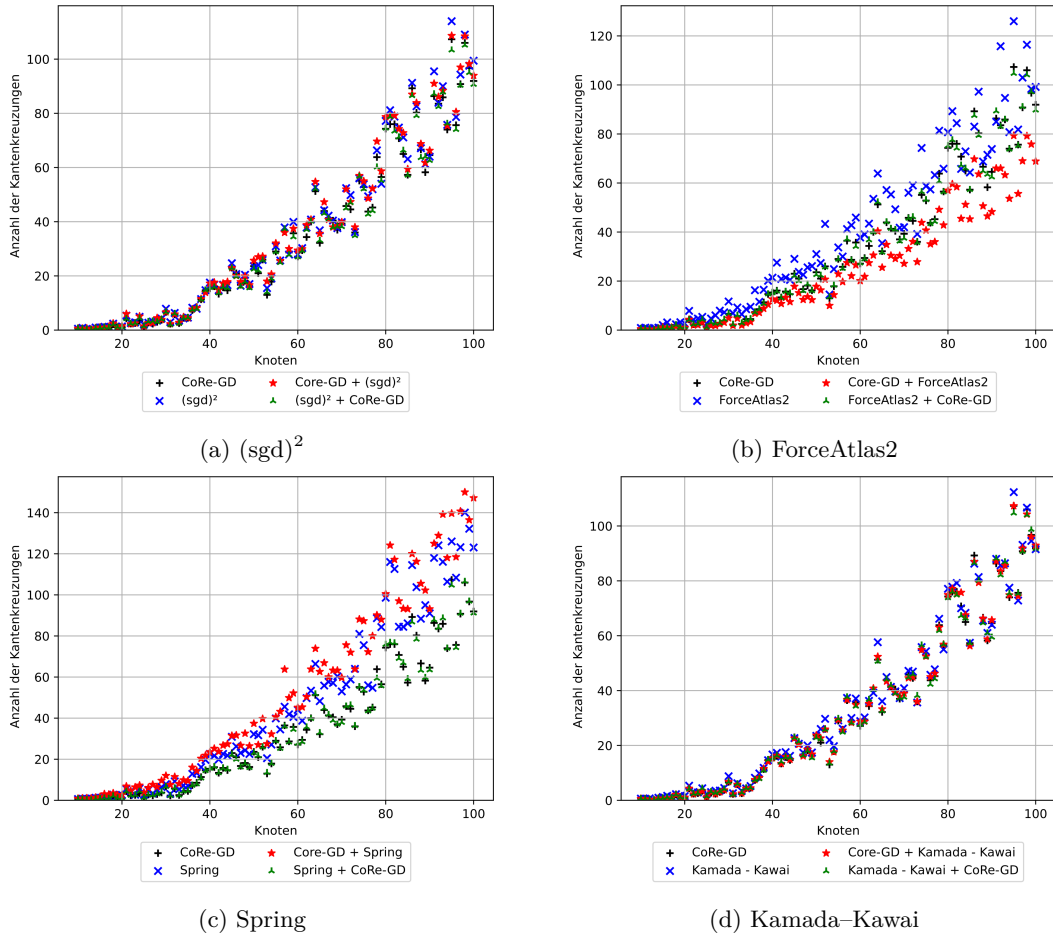 Anzahl der Kantenkreuzungen
100
80
60
40
20
0
20 40 60 80 100
Knoten
CoRe-GD Core-GD + (sgd)²
(sgd)² (sgd)² + CoRe-GD
(a) (sgd)²
Anzahl der Kantenkreuzungen
120
100
80
60
40
20
0
20 40 60 80 100
Knoten
CoRe-GD Core-GD + ForceAtlas2
ForceAtlas2 ForceAtlas2 + CoRe-GD
(b) ForceAtlas2
Anzahl der Kantenkreuzungen
140
120
100
80
60
40
20
0
20 40 60 80 100
Knoten
CoRe-GD Core-GD + Spring
Spring Spring + CoRe-GD
(c) Spring
Anzahl der Kantenkreuzungen
100
80
60
40
20
0
20 40 60 80 100
Knoten
CoRe-GD Core-GD + Kamada - Kawai
Kamada - Kawai Kamada - Kawai + CoRe-GD
(d) Kamada–Kawai